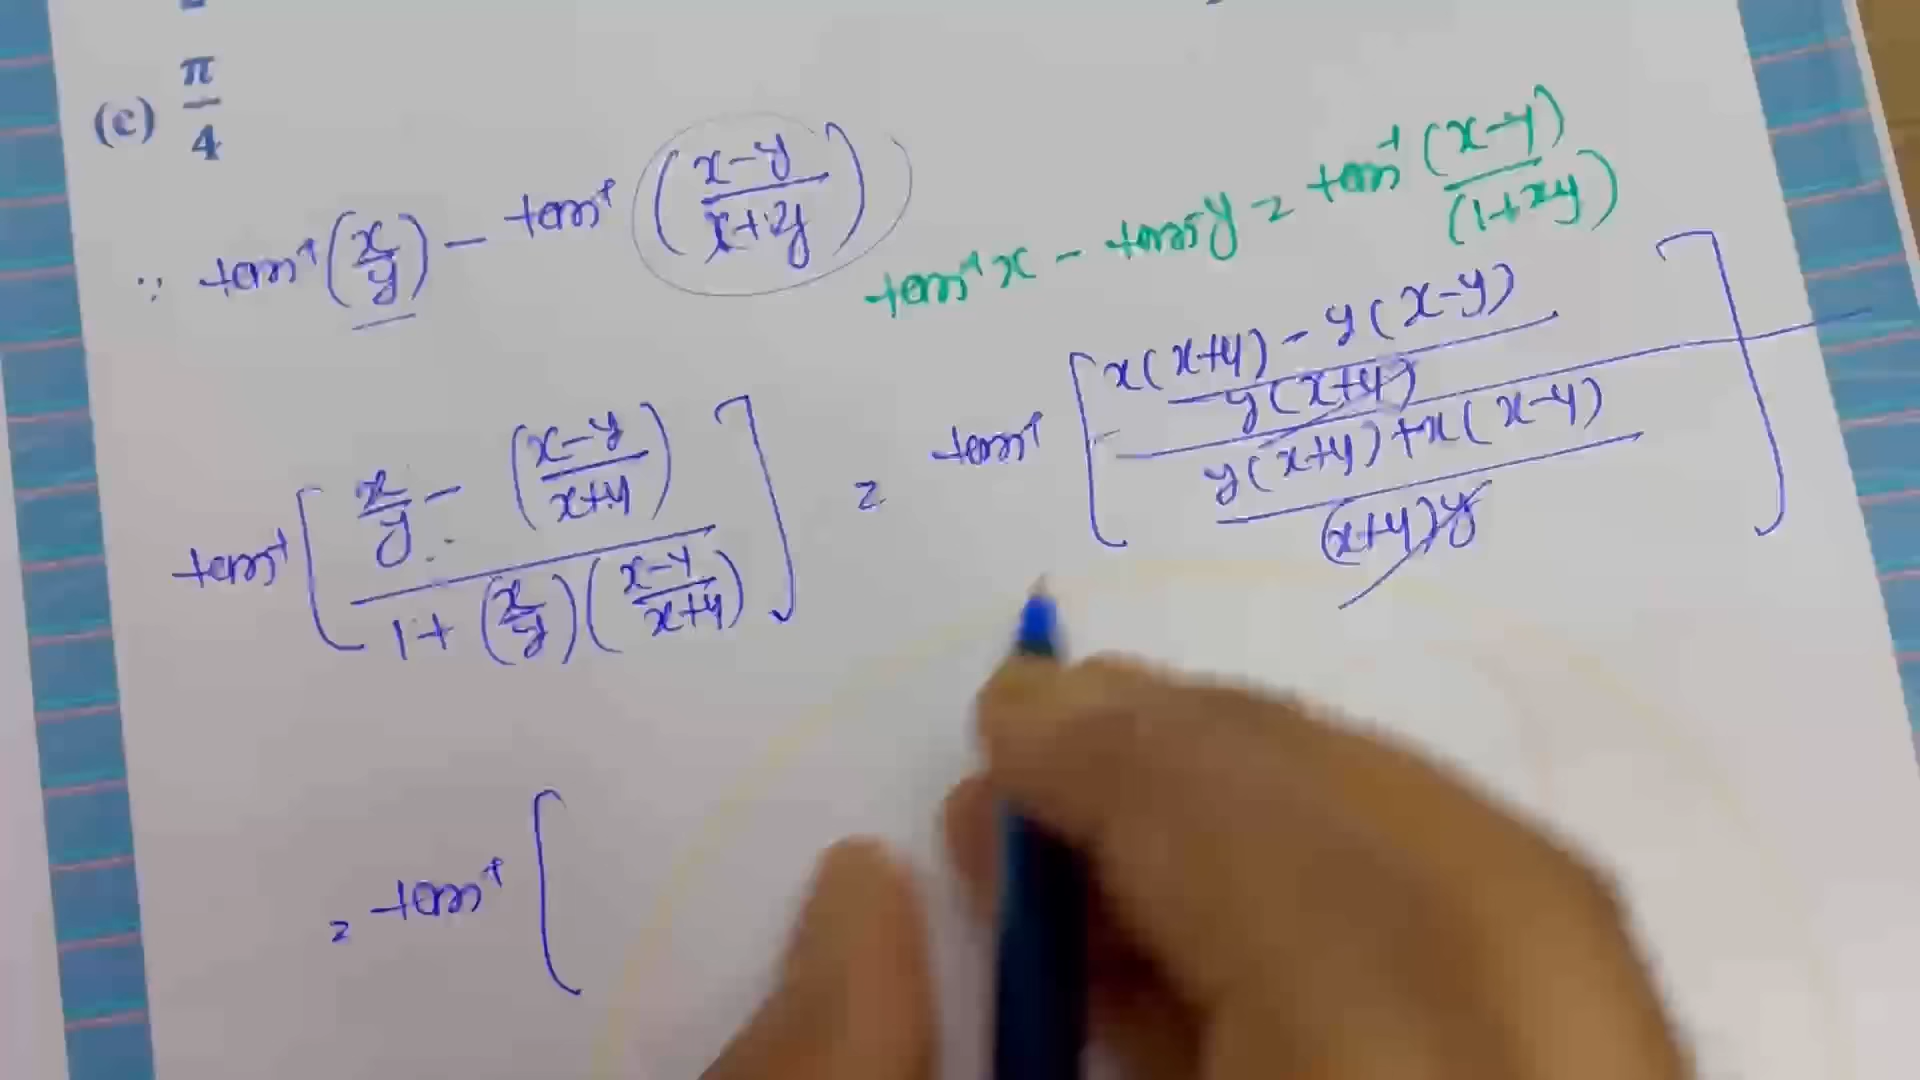 (c) π/4
∵ tan⁻¹(x/y) − tan⁻¹((x−y)/(x+y))
tan⁻¹x − tan⁻¹y = tan⁻¹ (x−y)/(1+xy)
tan⁻¹[(x/y − ((x−y)/(x+y)))/(1+(x/y)((x−y)/(x+y)))] = tan⁻¹[((x(x+y)−y(x−y))/(y(x+y)))/((y(x+y)+x(x−y))/((x+y)y))]
= tan⁻¹[